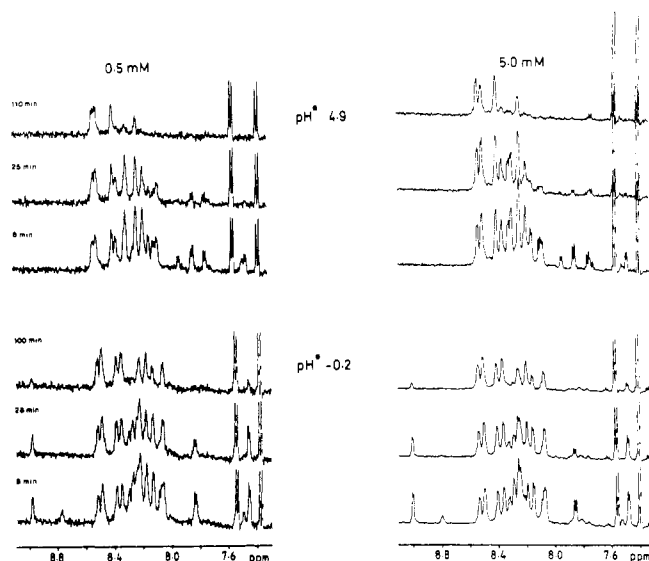 0.5 mM
5.0 mM
110 min
pH* 4.9
25 min
8 min
100 min
pH* -0.2
28 min
8 min
8.8 8.4 8.0 7.6 ppm
8.8 8.4 8.0 7.6 ppm